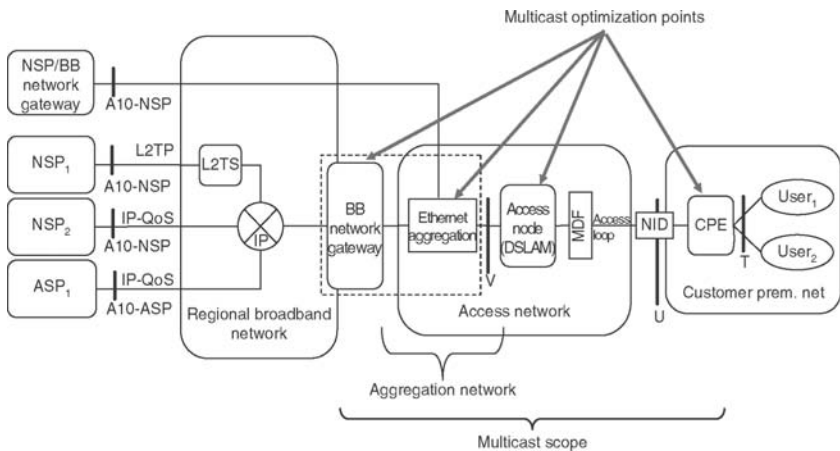 Multicast optimization points
NSP/BB
network
gateway
A10-NSP
NSP1
L2TP
A10-NSP
L2TS
NSP2
IP-QoS
A10-NSP
IP
ASP1
IP-QoS
A10-ASP
Regional broadband
network
BB
network
gateway
Ethernet
aggregation
V
Access
node
(DSLAM)
MDF
Access
loop
Access network
NID
U
CPE
T
User1
User2
Customer prem. net
Aggregation network
Multicast scope